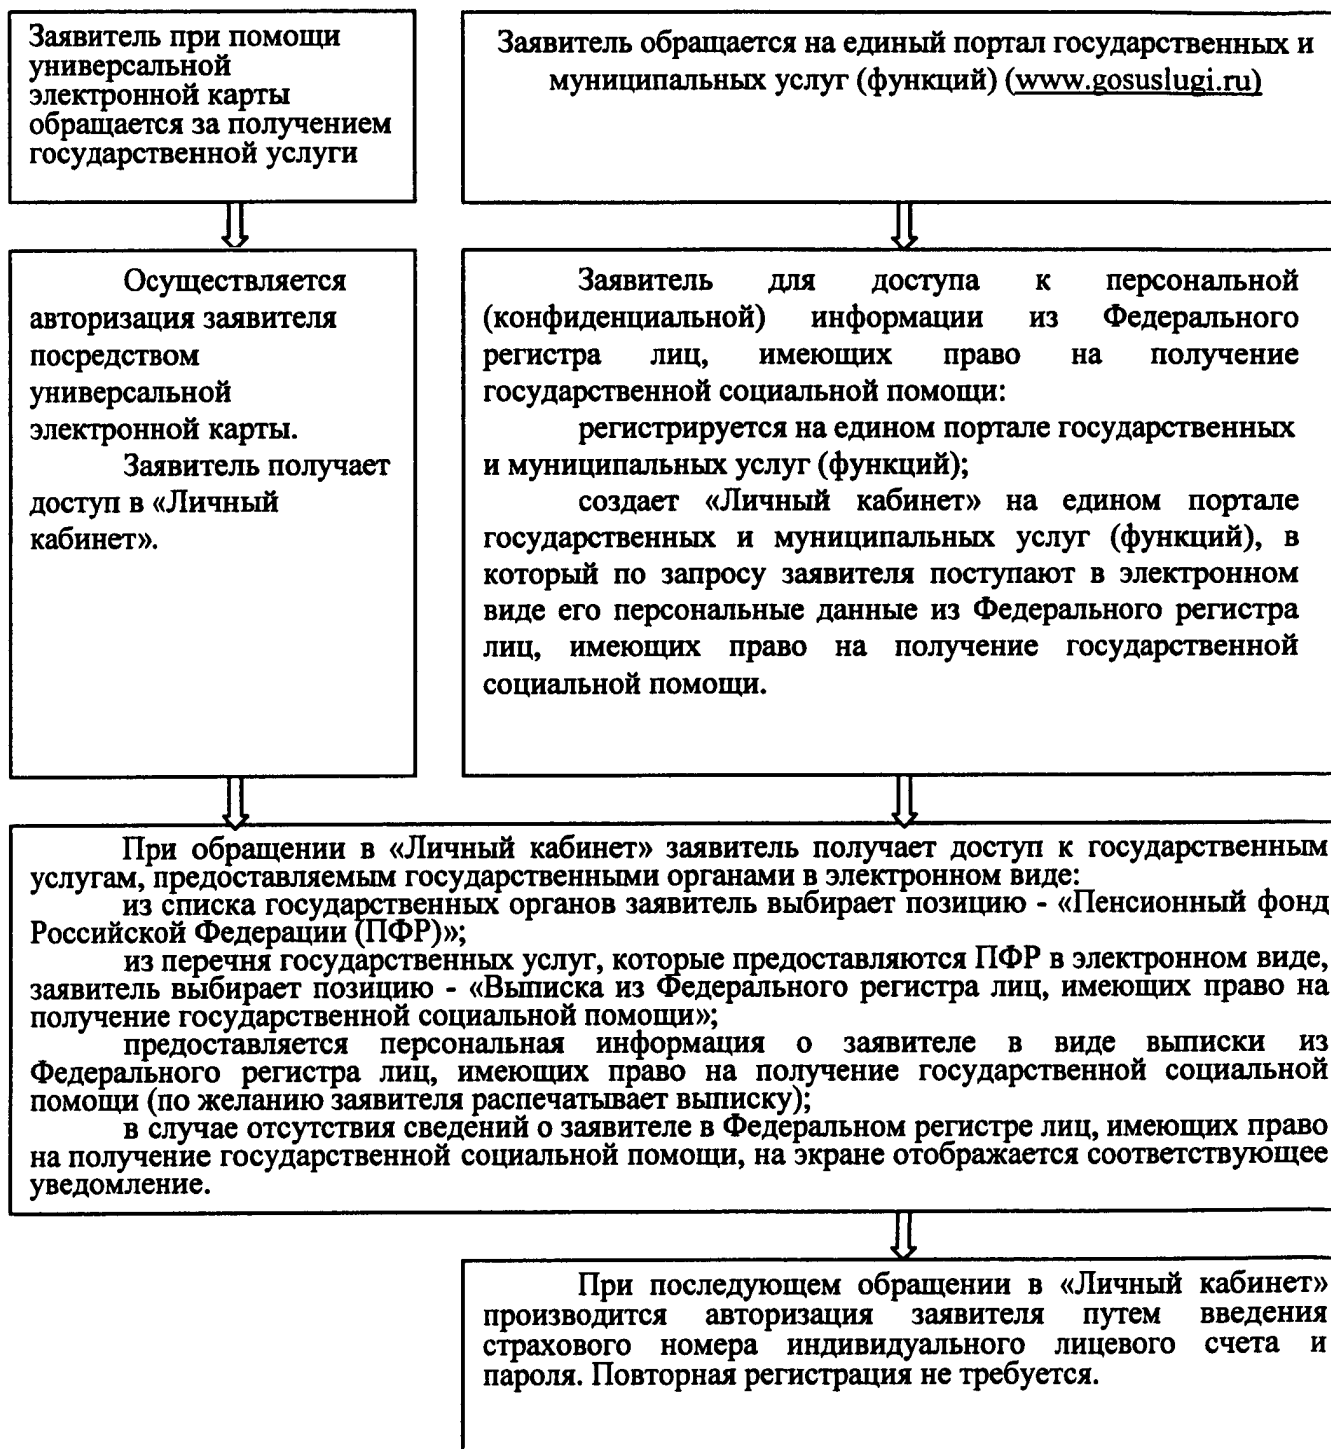 Заявитель при помощи
универсальной
электронной карты
обращается за получением
государственной услуги
Заявитель обращается на единый портал государственных и
муниципальных услуг (функций) (www.gosuslugi.ru)
Осуществляется
авторизация заявителя
посредством
универсальной
электронной карты.
Заявитель получает
доступ в «Личный
кабинет».
Заявитель для доступа к персональной
(конфиденциальной) информации из Федерального
регистра лиц, имеющих право на получение
государственной социальной помощи:
регистрируется на едином портале государственных
и муниципальных услуг (функций);
создает «Личный кабинет» на едином портале
государственных и муниципальных услуг (функций), в
который по запросу заявителя поступают в электронном
виде его персональные данные из Федерального регистра
лиц, имеющих право на получение государственной
социальной помощи.
При обращении в «Личный кабинет» заявитель получает доступ к государственным
услугам, предоставляемым государственными органами в электронном виде:
из списка государственных органов заявитель выбирает позицию - «Пенсионный фонд
Российской Федерации (ПФР)»;
из перечня государственных услуг, которые предоставляются ПФР в электронном виде,
заявитель выбирает позицию - «Выписка из Федерального регистра лиц, имеющих право на
получение государственной социальной помощи»;
предоставляется персональная информация о заявителе в виде выписки из
Федерального регистра лиц, имеющих право на получение государственной социальной
помощи (по желанию заявителя распечатывает выписку);
в случае отсутствия сведений о заявителе в Федеральном регистре лиц, имеющих право
на получение государственной социальной помощи, на экране отображается соответствующее
уведомление.
При последующем обращении в «Личный кабинет»
производится авторизация заявителя путем введения
страхового номера индивидуального лицевого счета и
пароля. Повторная регистрация не требуется.